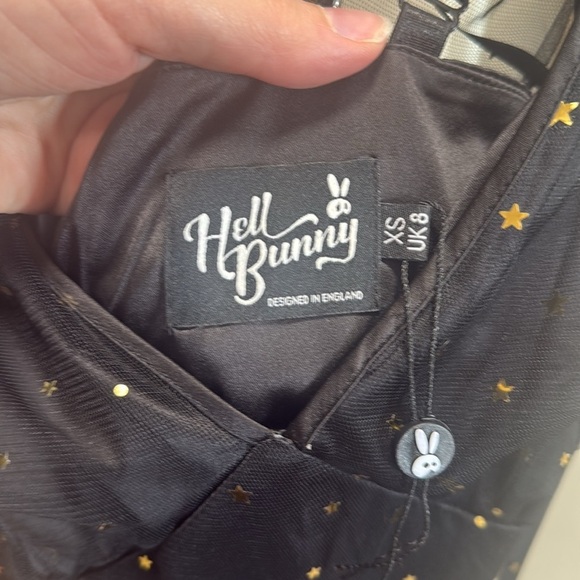 Hell
Bunny
DESIGNED IN ENGLAND
XS
UK 8